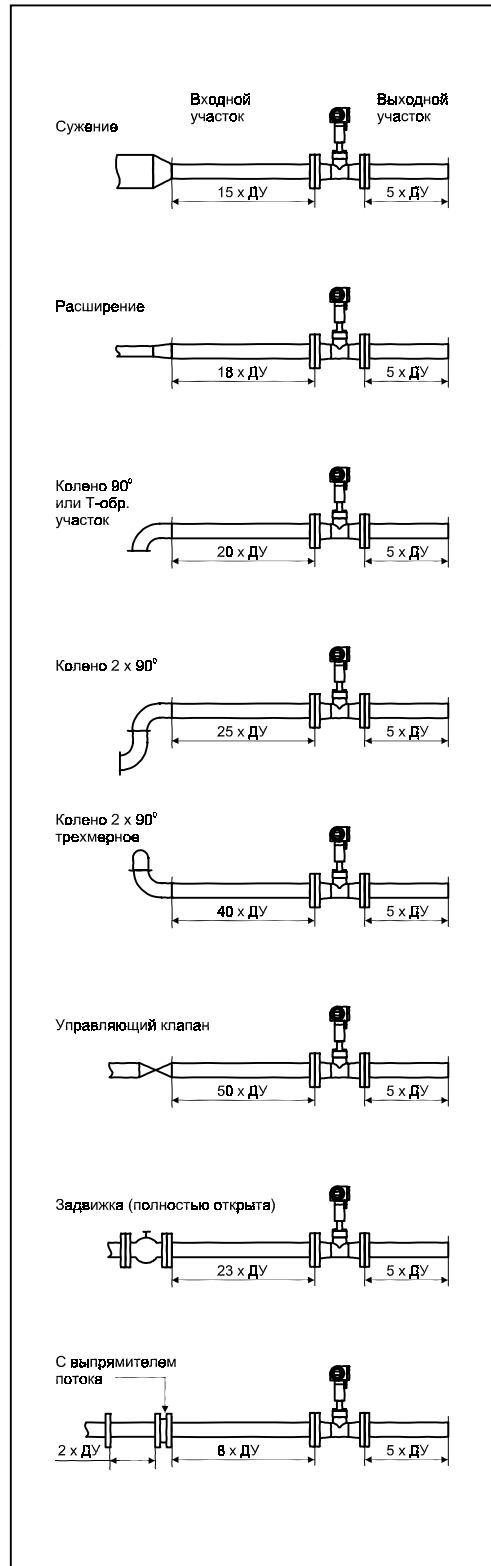 Входной
участок
Выходной
участок
Сужение
15 x ДУ
5 x ДУ
Расширение
18 x ДУ
5 x ДУ
Колено 90°
или Т-обр.
участок
20 x ДУ
5 x ДУ
Колено 2 x 90°
25 x ДУ
5 x ДУ
Колено 2 x 90°
трехмерное
40 x ДУ
5 x ДУ
Управляющий клапан
50 x ДУ
5 x ДУ
Задвижка (полностью открыта)
23 x ДУ
5 x ДУ
С выпрямителем
потока
2 x ДУ
8 x ДУ
5 x ДУ